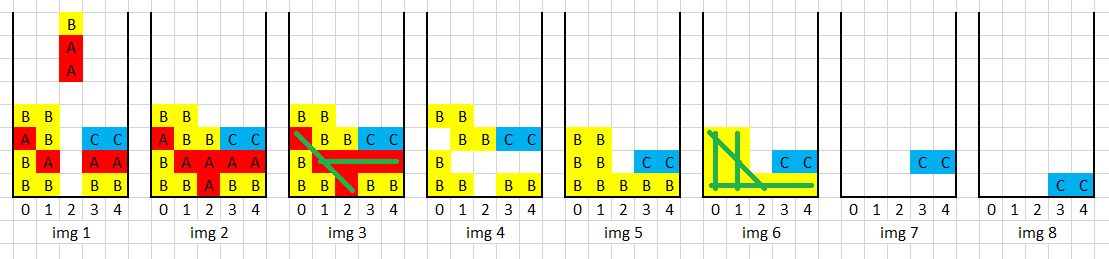 B
A
A
B B B B B B B B
A B C C A B B C C B B C C B B C C B B
B A A A B A A A A B B B B C C C C C C
B B B B B B A B B B B B B B B B B B B B B B C C
0 1 2 3 4 0 1 2 3 4 0 1 2 3 4 0 1 2 3 4 0 1 2 3 4 0 1 2 3 4 0 1 2 3 4 0 1 2 3 4
img 1 img 2 img 3 img 4 img 5 img 6 img 7 img 8